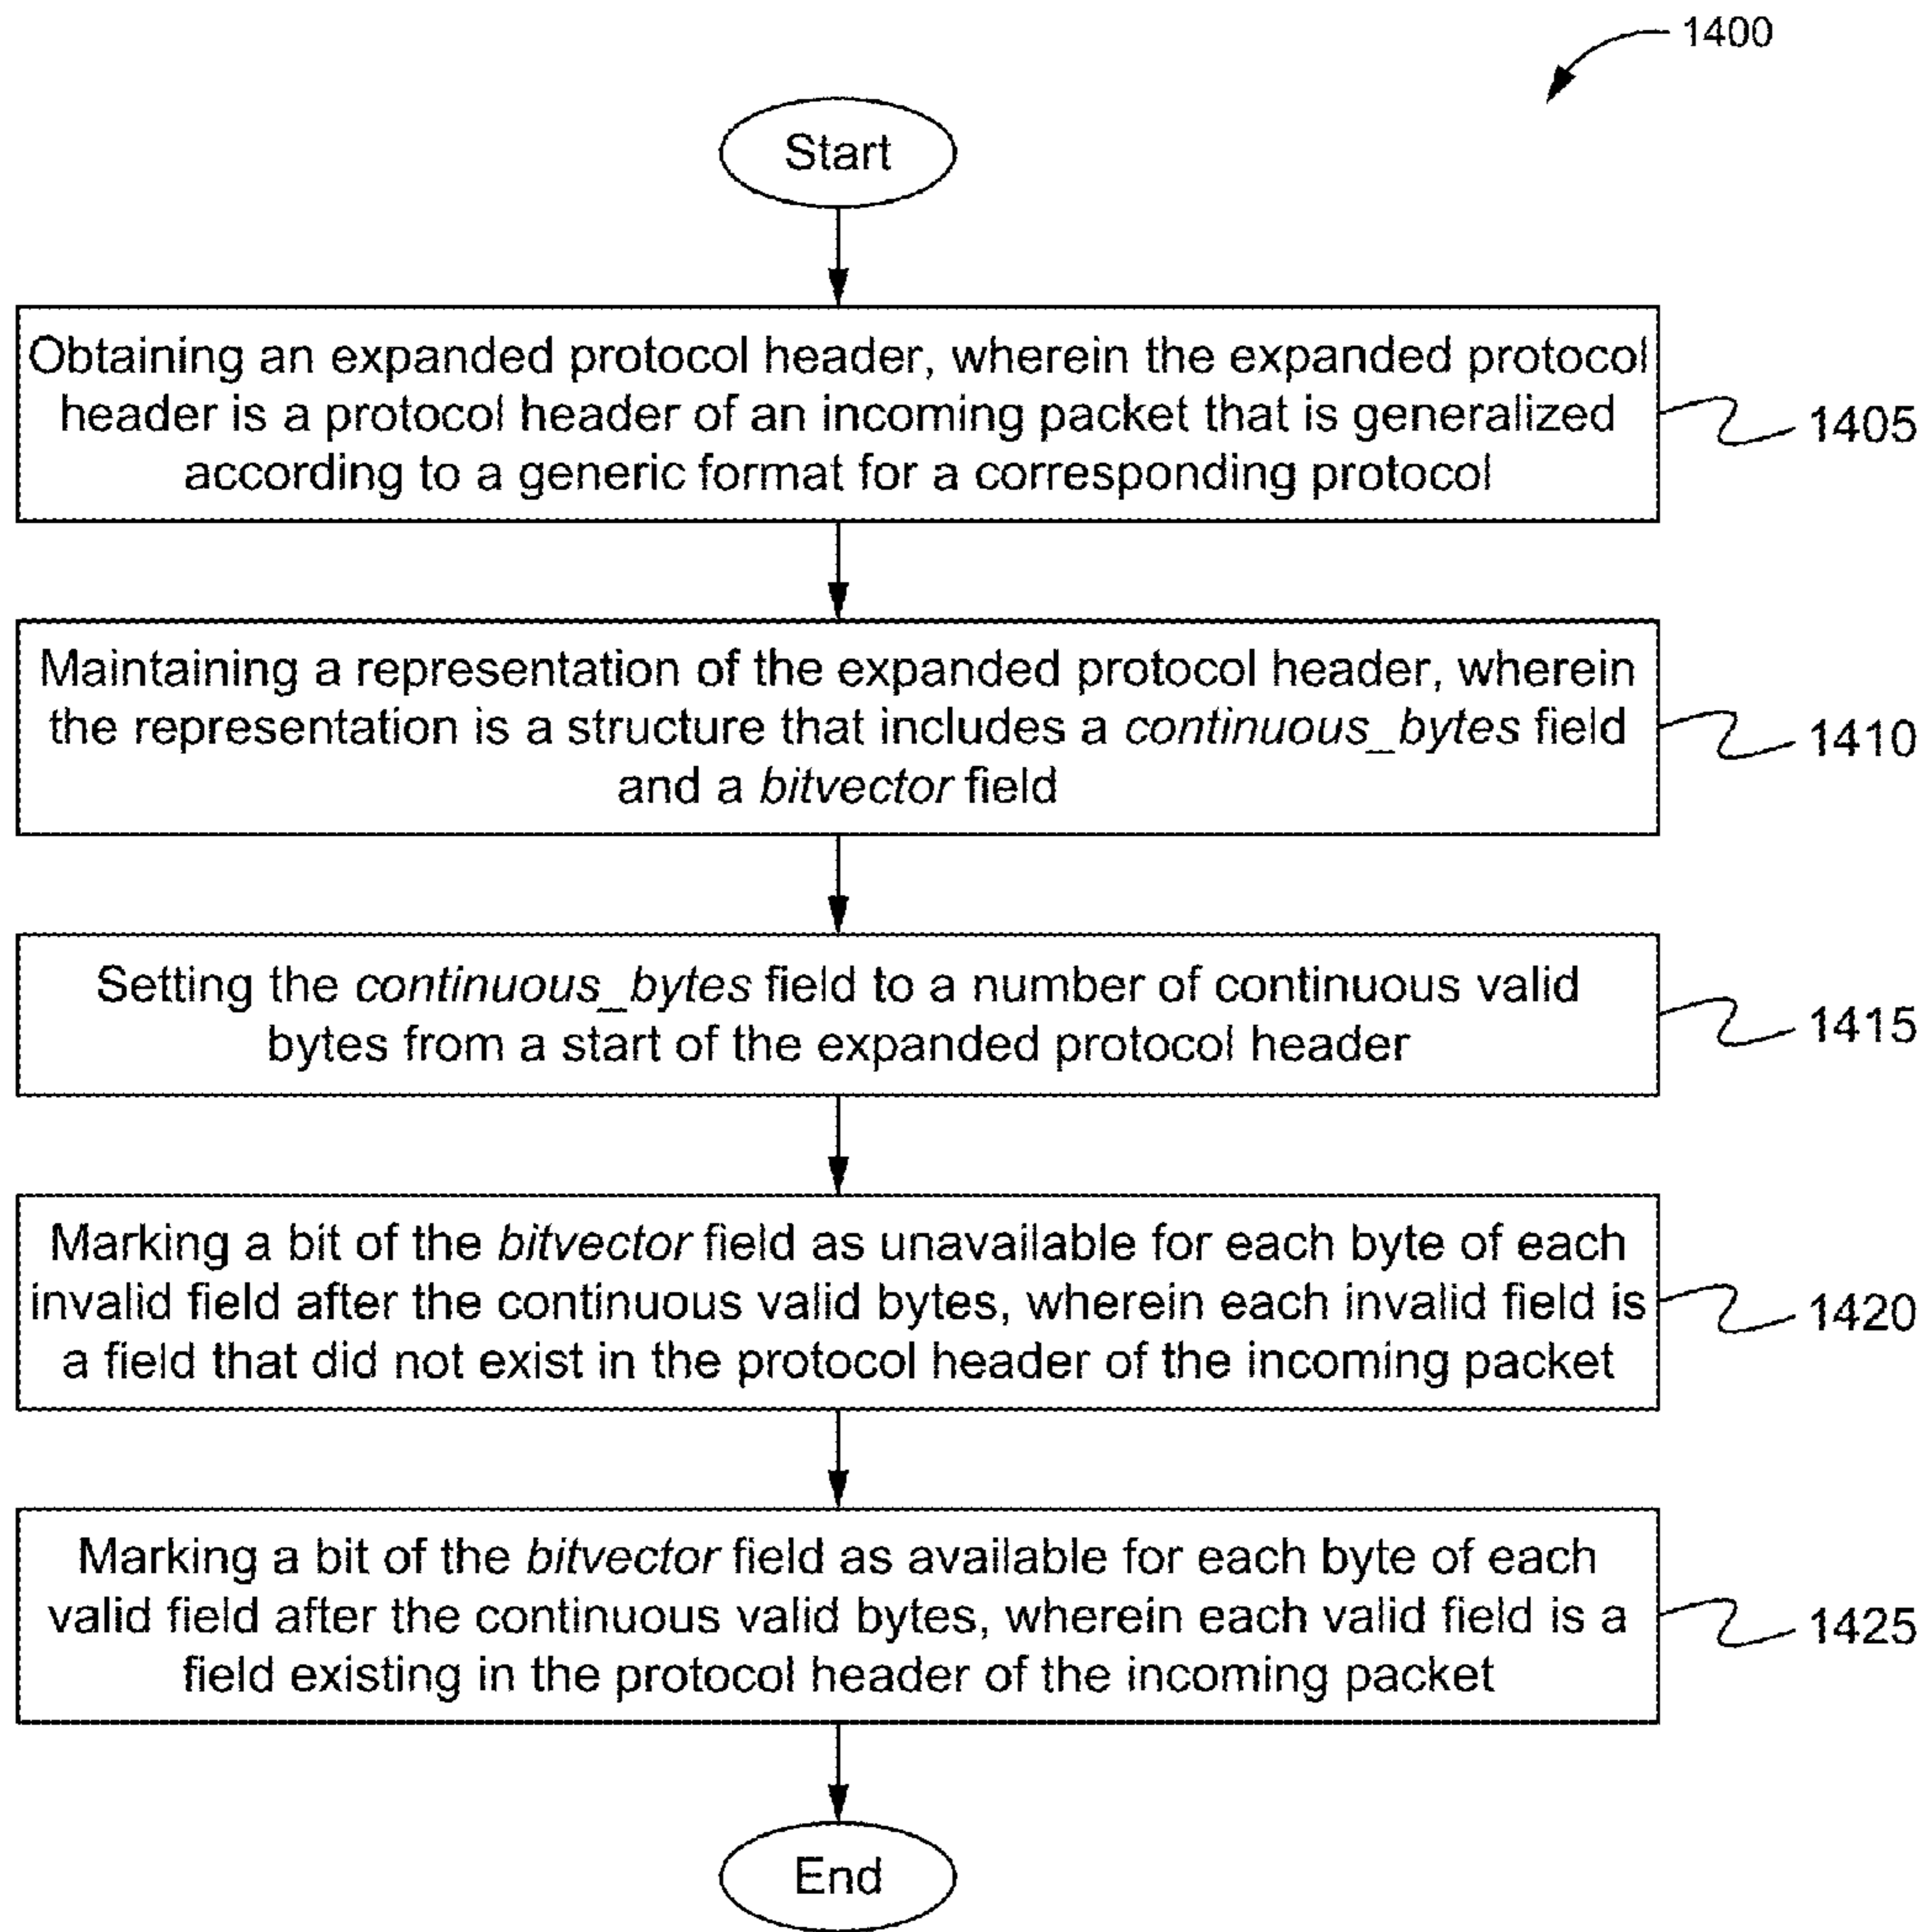 1400
Start
Obtaining an expanded protocol header, wherein the expanded protocol
header is a protocol header of an incoming packet that is generalized
according to a generic format for a corresponding protocol
1405
Maintaining a representation of the expanded protocol header, wherein
the representation is a structure that includes a continuous_bytes field
and a bitvector field
1410
Setting the continuous_bytes field to a number of continuous valid
bytes from a start of the expanded protocol header
1415
Marking a bit of the bitvector field as unavailable for each byte of each
invalid field after the continuous valid bytes, wherein each invalid field is
a field that did not exist in the protocol header of the incoming packet
1420
Marking a bit of the bitvector field as available for each byte of each
valid field after the continuous valid bytes, wherein each valid field is a
field existing in the protocol header of the incoming packet
1425
End